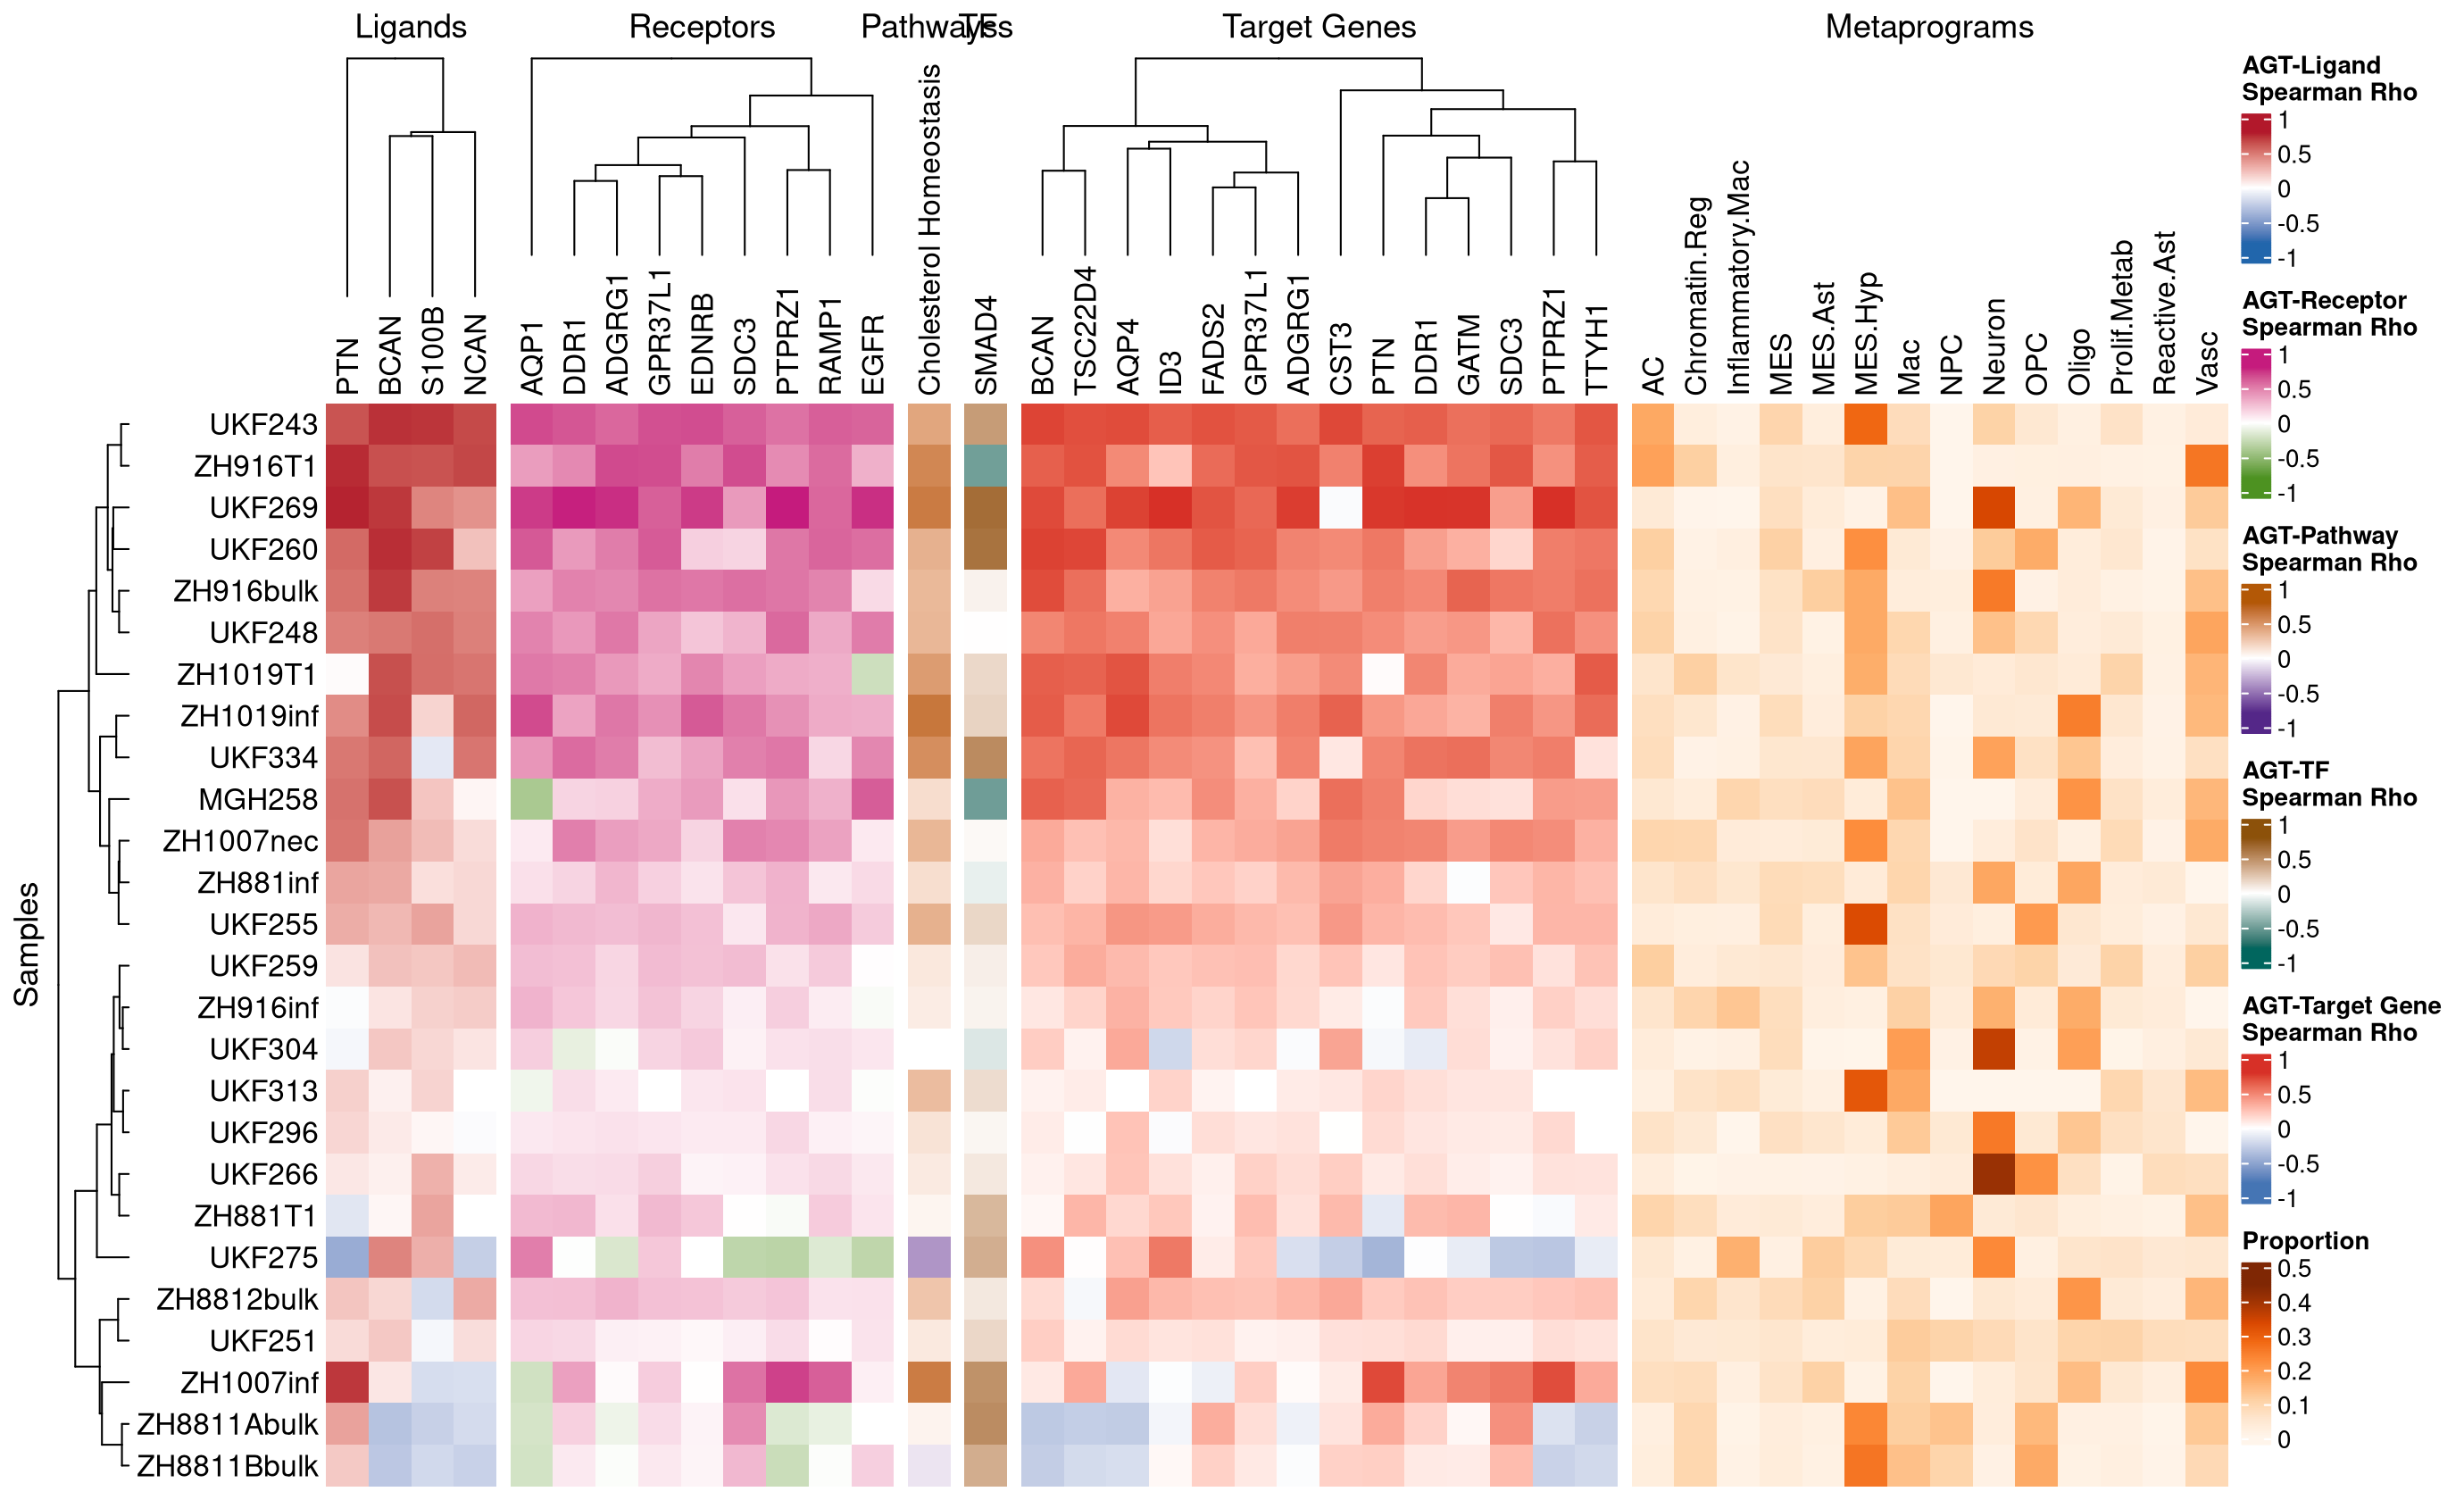 Ligands
Receptors
Pathways
TFs
Target Genes
Metaprograms
PTN
BCAN
S100B
NCAN
AQP1
DDR1
ADGRG1
GPR37L1
EDNRB
SDC3
PTPRZ1
RAMP1
EGFR
Cholesterol Homeostasis
SMAD4
BCAN
TSC22D4
AQP4
ID3
FADS2
GPR37L1
ADGRG1
CST3
PTN
DDR1
GATM
SDC3
PTPRZ1
TTYH1
AC
Chromatin.Reg
Inflammatory.Mac
MES
MES.Ast
MES.Hyp
Mac
NPC
Neuron
OPC
Oligo
Prolif.Metab
Reactive.Ast
Vasc
Samples
UKF243
ZH916T1
UKF269
UKF260
ZH916bulk
UKF248
ZH1019T1
ZH1019inf
UKF334
MGH258
ZH1007nec
ZH881inf
UKF255
UKF259
ZH916inf
UKF304
UKF313
UKF296
UKF266
ZH881T1
UKF275
ZH8812bulk
UKF251
ZH1007inf
ZH8811Abulk
ZH8811Bbulk
AGT-Ligand
Spearman Rho
1
0.5
0
-0.5
-1
AGT-Receptor
Spearman Rho
1
0.5
0
-0.5
-1
AGT-Pathway
Spearman Rho
1
0.5
0
-0.5
-1
AGT-TF
Spearman Rho
1
0.5
0
-0.5
-1
AGT-Target Gene
Spearman Rho
1
0.5
0
-0.5
-1
Proportion
0.5
0.4
0.3
0.2
0.1
0